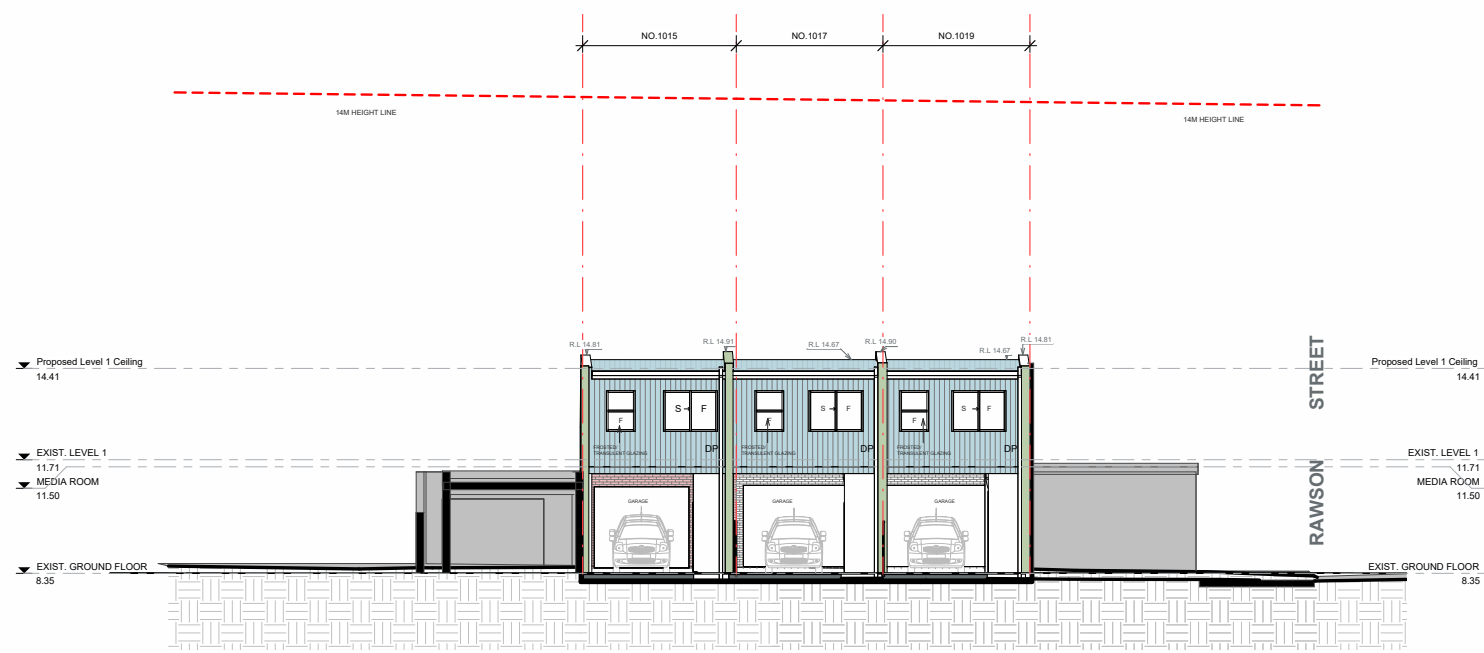 NO.1015
NO.1017
NO.1019
14M HEIGHT LINE
14M HEIGHT LINE
R.L 14.81
R.L 14.91
R.L 14.67
R.L 14.90
R.L 14.67
R.L 14.81
Proposed Level 1 Ceiling
14.41
Proposed Level 1 Ceiling
14.41
F
S F
F
S F
F
S F
FROSTED/
TRANSULENT GLAZING
DP
FROSTED/
TRANSULENT GLAZING
DP
FROSTED/
TRANSULENT GLAZING
DP
EXIST. LEVEL 1
11.71
MEDIA ROOM
11.50
EXIST. LEVEL 1
11.71
MEDIA ROOM
11.50
GARAGE
GARAGE
GARAGE
RAWSON STREET
EXIST. GROUND FLOOR
8.35
EXIST. GROUND FLOOR
8.35